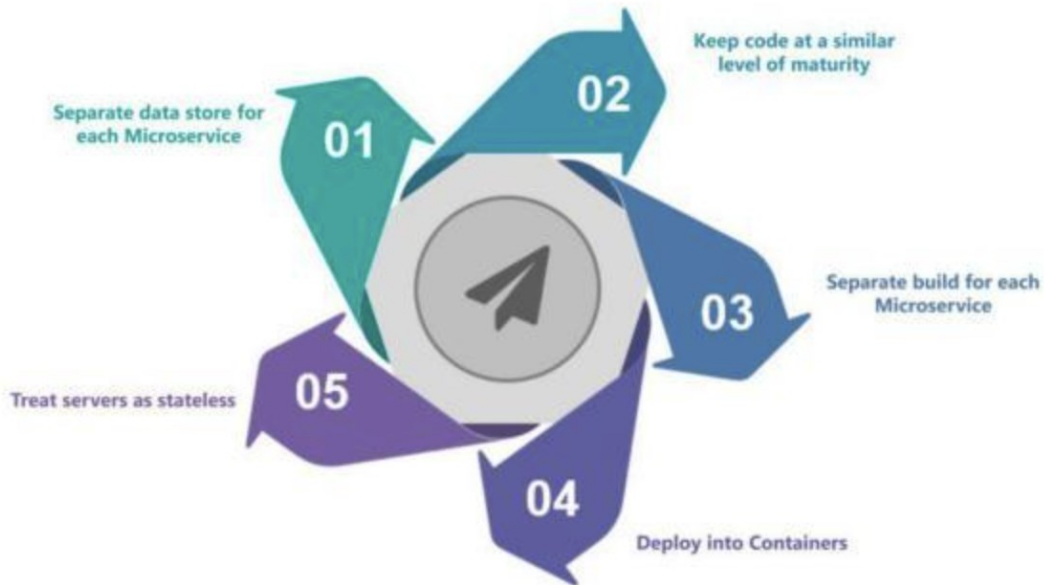 01
Separate data store for
each Microservice
02
Keep code at a similar
level of maturity
03
Separate build for each
Microservice
04
Deploy into Containers
05
Treat servers as stateless